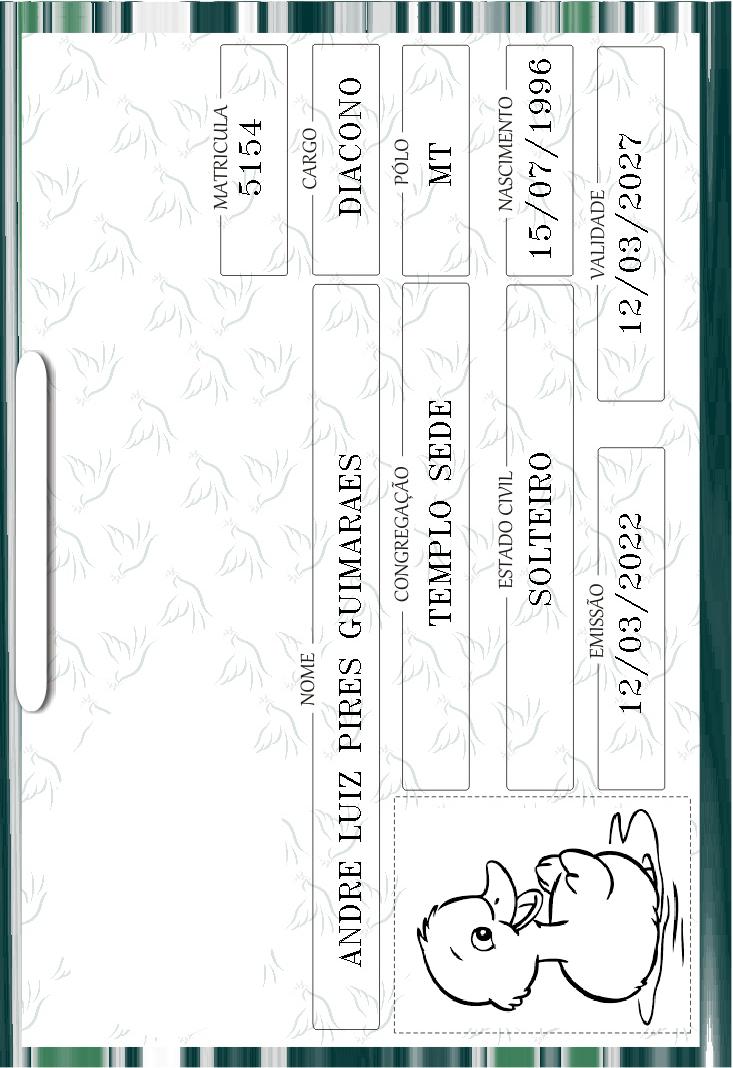 MATRICULA
5154
NOME
ANDRE LUIZ PIRES GUIMARAES
CARGO
DIACONO
CONGREGAÇÃO
TEMPLO SEDE
PÓLO
MT
ESTADO CIVIL
SOLTEIRO
NASCIMENTO
15/07/1996
EMISSÃO
12/03/2022
VALIDADE
12/03/2027